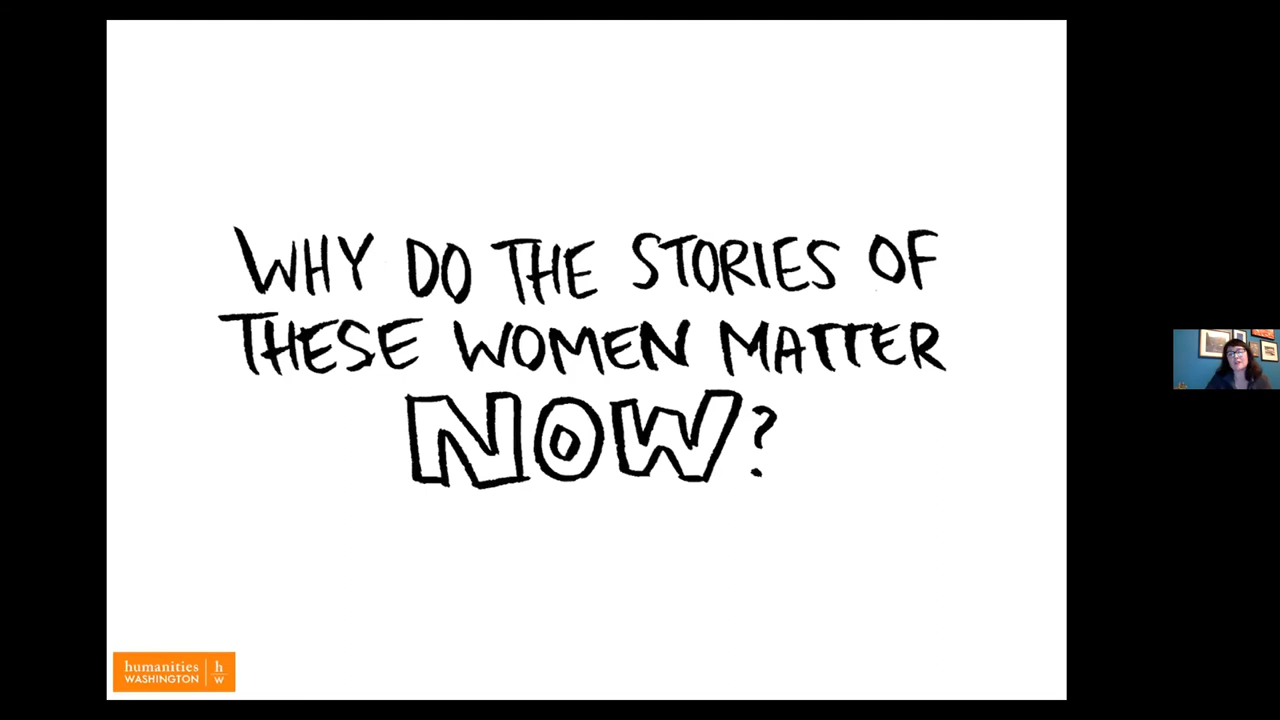 WHY DO THE STORIES OF
THESE WOMEN MATTER
NOW?
humanities
WASHINGTON
h
w